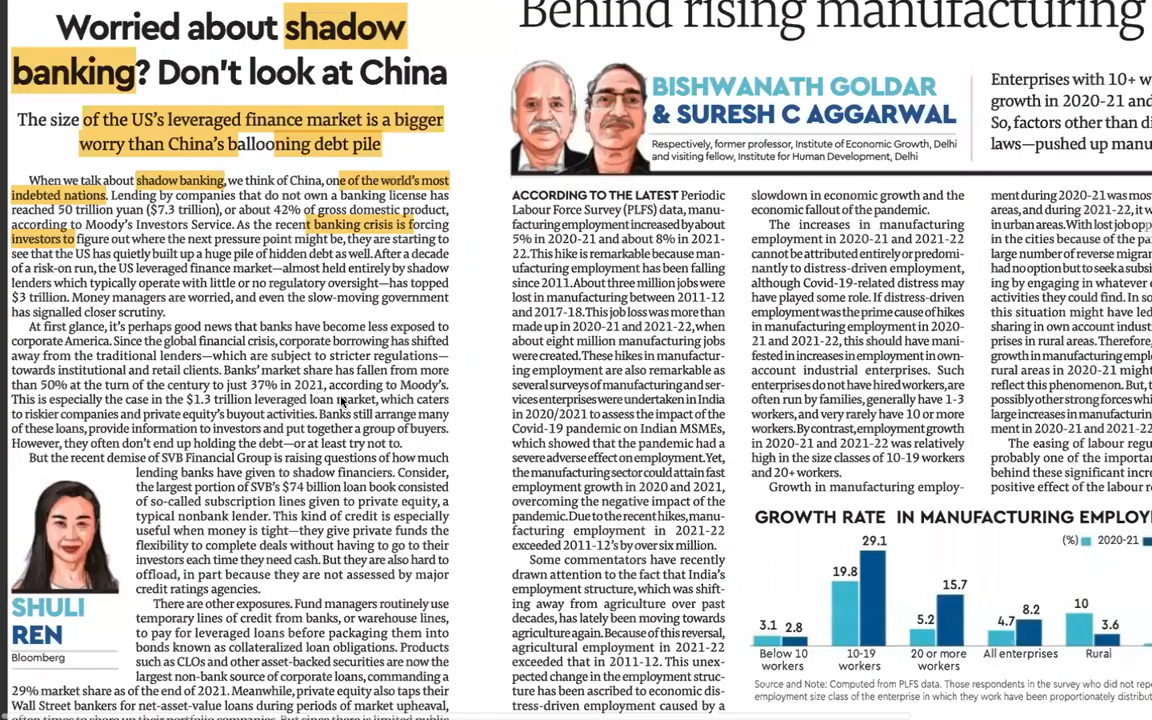 Worried about shadow
banking? Don't look at China
The size of the US's leveraged finance market is a bigger
worry than China's ballooning debt pile
When we talk about shadow banking, we think of China, one of the world's most
indebted nations. Lending by companies that do not own a banking license has
reached 50 trillion yuan ($7.3 trillion), or about 42% of gross domestic product,
according to Moody's Investors Service. As the recent banking crisis is forcing
investors to figure out where the next pressure point might be, they are starting to
see that the US has quietly built up a huge pile of hidden debt as well. After a decade
of a risk-on run, the US leveraged finance market—almost held entirely by shadow
lenders which typically operate with little or no regulatory oversight—has topped
$3 trillion. Money managers are worried, and even the slow-moving government
has signalled closer scrutiny.
At first glance, it's perhaps good news that banks have become less exposed to
corporate America. Since the global financial crisis, corporate borrowing has shifted
away from the traditional lenders—which are subject to stricter regulations—
towards institutional and retail clients. Banks' market share has fallen from more
than 50% at the turn of the century to just 37% in 2021, according to Moody's.
This is especially the case in the $1.3 trillion leveraged loan market, which caters
to riskier companies and private equity's buyout activities. Banks still arrange many
of these loans, provide information to investors and put together a group of buyers.
However, they often don't end up holding the debt—or at least try not to.
But the recent demise of SVB Financial Group is raising questions of how much
lending banks have given to shadow financiers. Consider,
the largest portion of SVB's $74 billion loan book consisted
of so-called subscription lines given to private equity, a
typical nonbank lender. This kind of credit is especially
useful when money is tight—they give private funds the
flexibility to complete deals without having to go to their
investors each time they need cash. But they are also hard to
offload, in part because they are not assessed by major
credit ratings agencies.
There are other exposures. Fund managers routinely use
temporary lines of credit from banks, or warehouse lines,
to pay for leveraged loans before packaging them into
bonds known as collateralized loan obligations. Products
such as CLOs and other asset-backed securities are now the
largest non-bank source of corporate loans, commanding a
29% market share as of the end of 2021. Meanwhile, private equity also taps their
Wall Street bankers for net-asset-value loans during periods of market upheaval,
SHULI
REN
Bloomberg
Behind rising manufacturing
BISHWANATH GOLDAR
& SURESH C AGGARWAL
Respectively, former professor, Institute of Economic Growth, Delhi
and visiting fellow, Institute for Human Development, Delhi
Enterprises with 10+ w
growth in 2020-21 and
So, factors other than di
laws—pushed up manu
ACCORDING TO THE LATEST Periodic
Labour Force Survey (PLFS) data, manu-
facturing employment increased by about
5% in 2020-21 and about 8% in 2021-
22. This hike is remarkable because man-
ufacturing employment has been falling
since 2011. About three million jobs were
lost in manufacturing between 2011-12
and 2017-18. This job loss was more than
made up in 2020-21 and 2021-22, when
about eight million manufacturing jobs
were created. These hikes in manufactur-
ing employment are also remarkable as
several surveys of manufacturing and ser-
vices enterprises were undertaken in India
in 2020/2021 to assess the impact of the
Covid-19 pandemic on Indian MSMEs,
which showed that the pandemic had a
severe adverse effect on employment. Yet,
the manufacturing sector could attain fast
employment growth in 2020 and 2021,
overcoming the negative impact of the
pandemic. Due to the recent hikes, manu-
facturing employment in 2021-22
exceeded 2011-12's by over six million.
Some commentators have recently
drawn attention to the fact that India's
employment structure, which was shift-
ing away from agriculture over past
decades, has lately been moving towards
agriculture again. Because of this reversal,
agricultural employment in 2021-22
exceeded that in 2011-12. This unex-
pected change in the employment struc-
ture has been ascribed to economic dis-
tress-driven employment caused by a
slowdown in economic growth and the
economic fallout of the pandemic.
The increases in manufacturing
employment in 2020-21 and 2021-22
cannot be attributed entirely or predomi-
nantly to distress-driven employment,
although Covid-19-related distress may
have played some role. If distress-driven
employment was the prime cause of hikes
in manufacturing employment in 2020-
21 and 2021-22, this should have mani-
fested in increases in employment in own-
account industrial enterprises. Such
enterprises do not have hired workers, are
often run by families, generally have 1-3
workers, and very rarely have 10 or more
workers. By contrast, employment growth
in 2020-21 and 2021-22 was relatively
high in the size classes of 10-19 workers
and 20+ workers.
Growth in manufacturing employ-
ment during 2020-21 was most
areas, and during 2021-22, it w
in urban areas. With lost job opp
in the cities because of the pa
large number of reverse migra
had no option but to seek a subsi
ing by engaging in whatever e
activities they could find. In so
this situation might have led
sharing in own account indust
prises in rural areas. Therefore,
growth in manufacturing empl
rural areas in 2020-21 might
reflect this phenomenon. But, t
possibly other strong forces whi
large increases in manufacturin
ment in 2020-21 and 2021-22
The easing of labour regu
probably one of the importan
behind these significant incre
positive effect of the labour re
GROWTH RATE IN MANUFACTURING EMPLOY
(%) 2020-21
3.1 2.8 19.8 29.1 5.2 15.7 4.7 8.2 10 3.6
Below 10 workers
10-19 workers
20 or more workers
All enterprises
Rural
Source and Note: Computed from PLFS data. Those respondents in the survey who did not repo
employment size class of the enterprise in which they work have been proportionately distribut